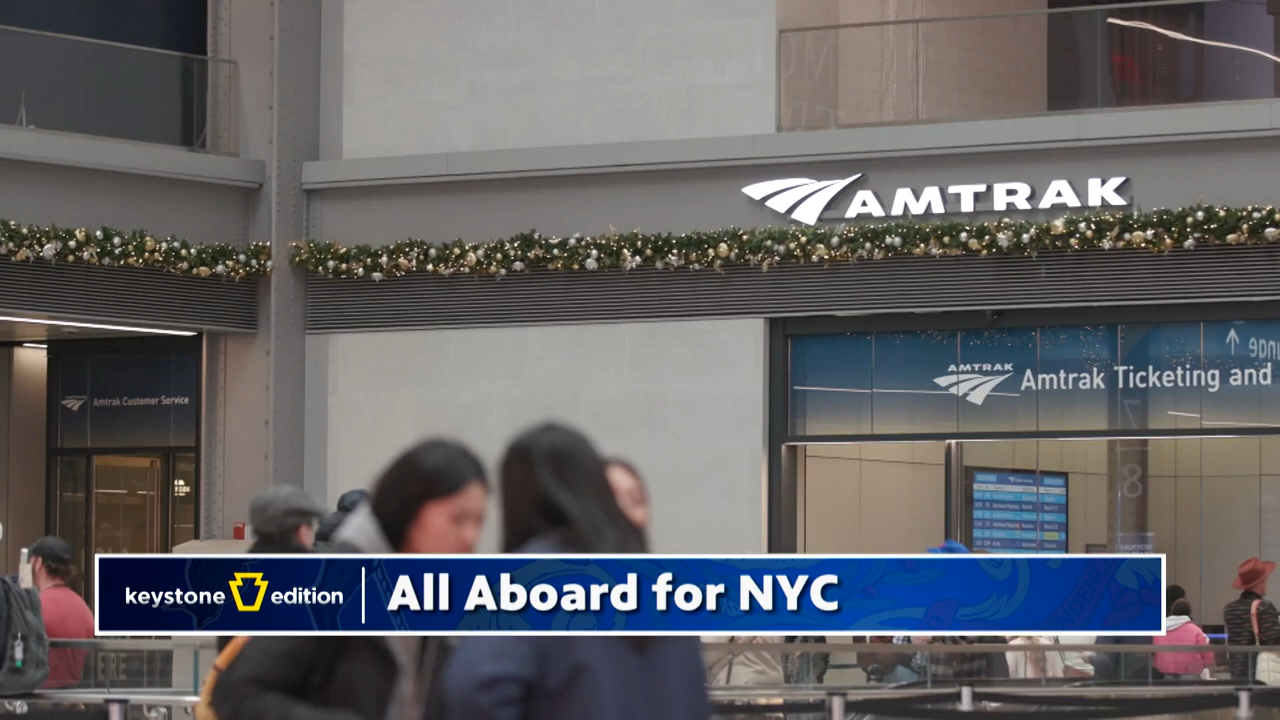 AMTRAK
AMTRAK
Amtrak Ticketing and
Amtrak Customer Service
keystone edition
All Aboard for NYC